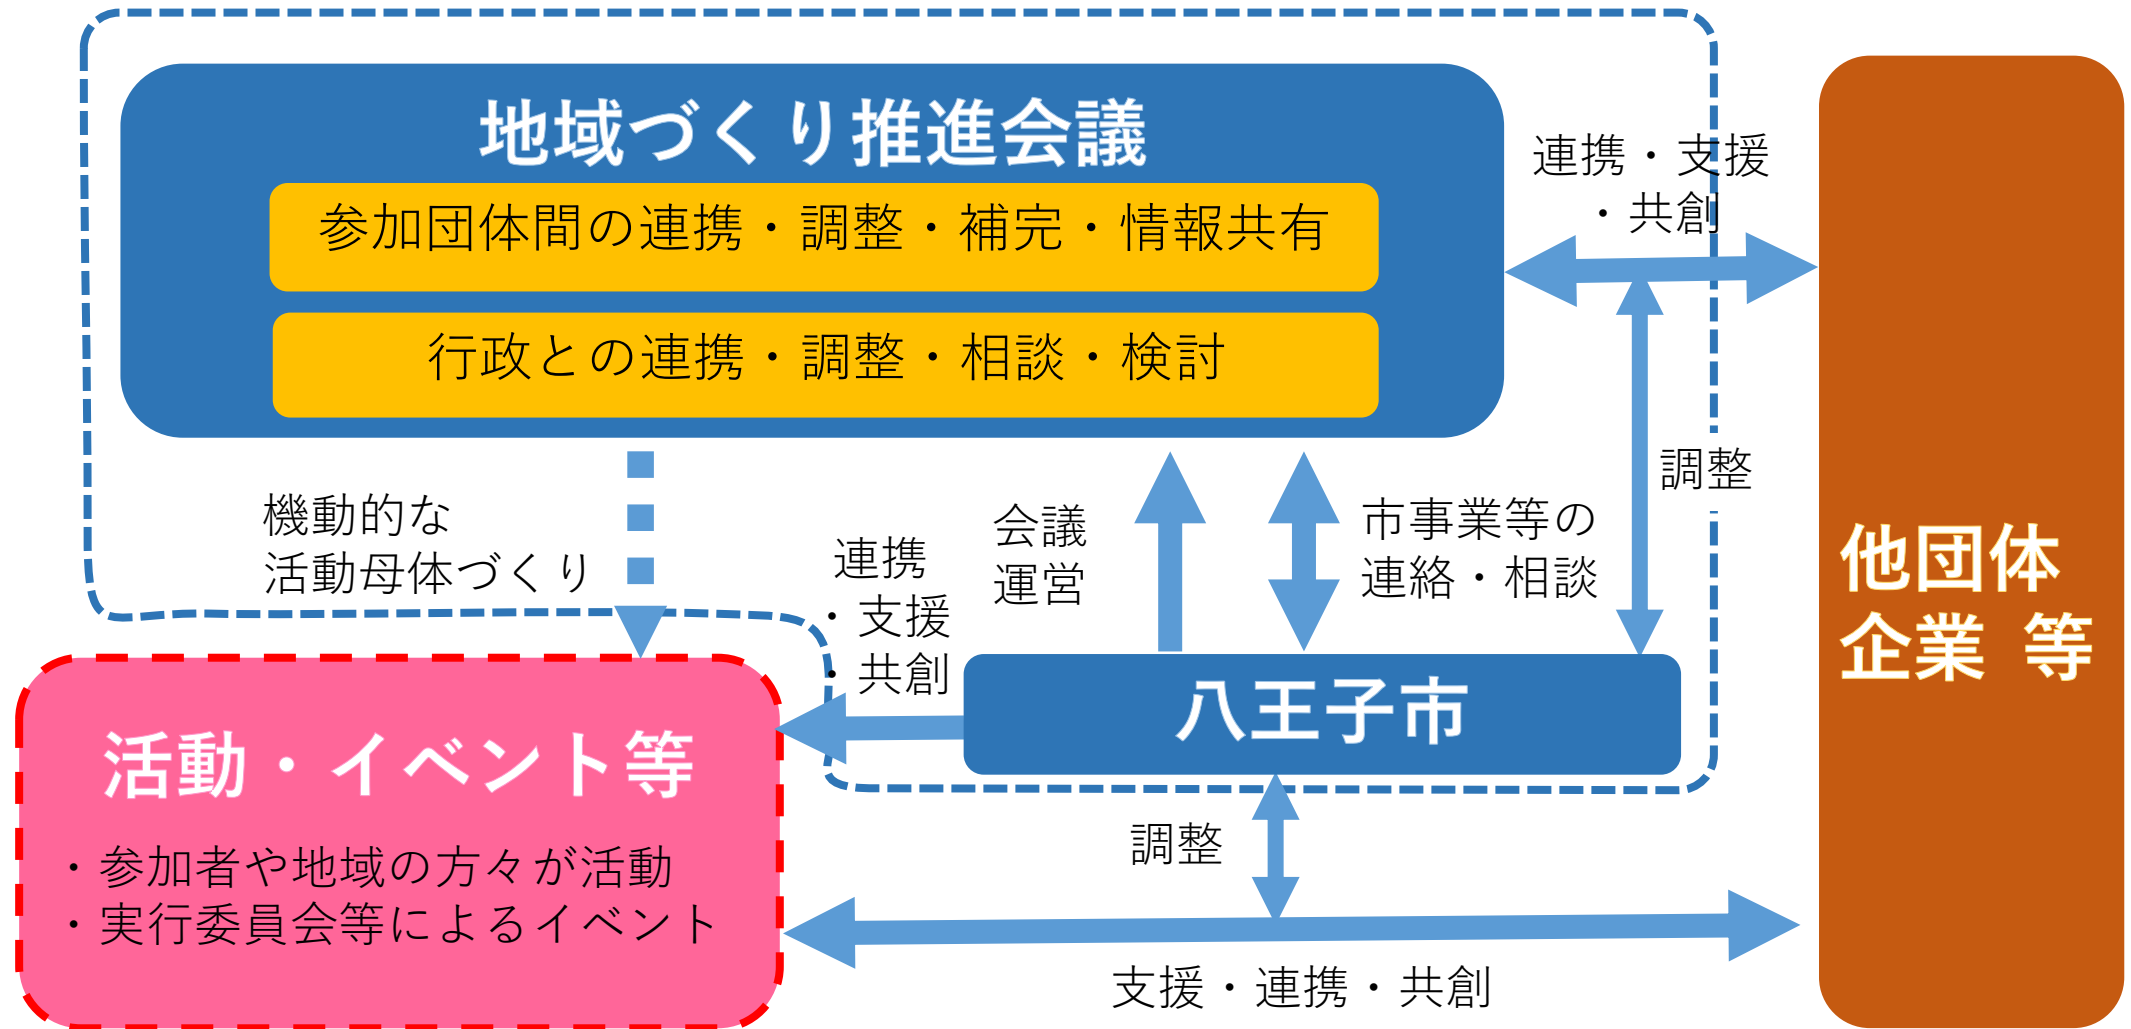 地域づくり推進会議
参加団体間の連携・調整・補完・情報共有
行政との連携・調整・相談・検討
連携・支援
・共創
調整
他団体
企業 等
機動的な
活動母体づくり
連携
・支援
・共創
会議
運営
市事業等の
連絡・相談
八王子市
活動・イベント等
・参加者や地域の方々が活動
・実行委員会等によるイベント
調整
支援・連携・共創